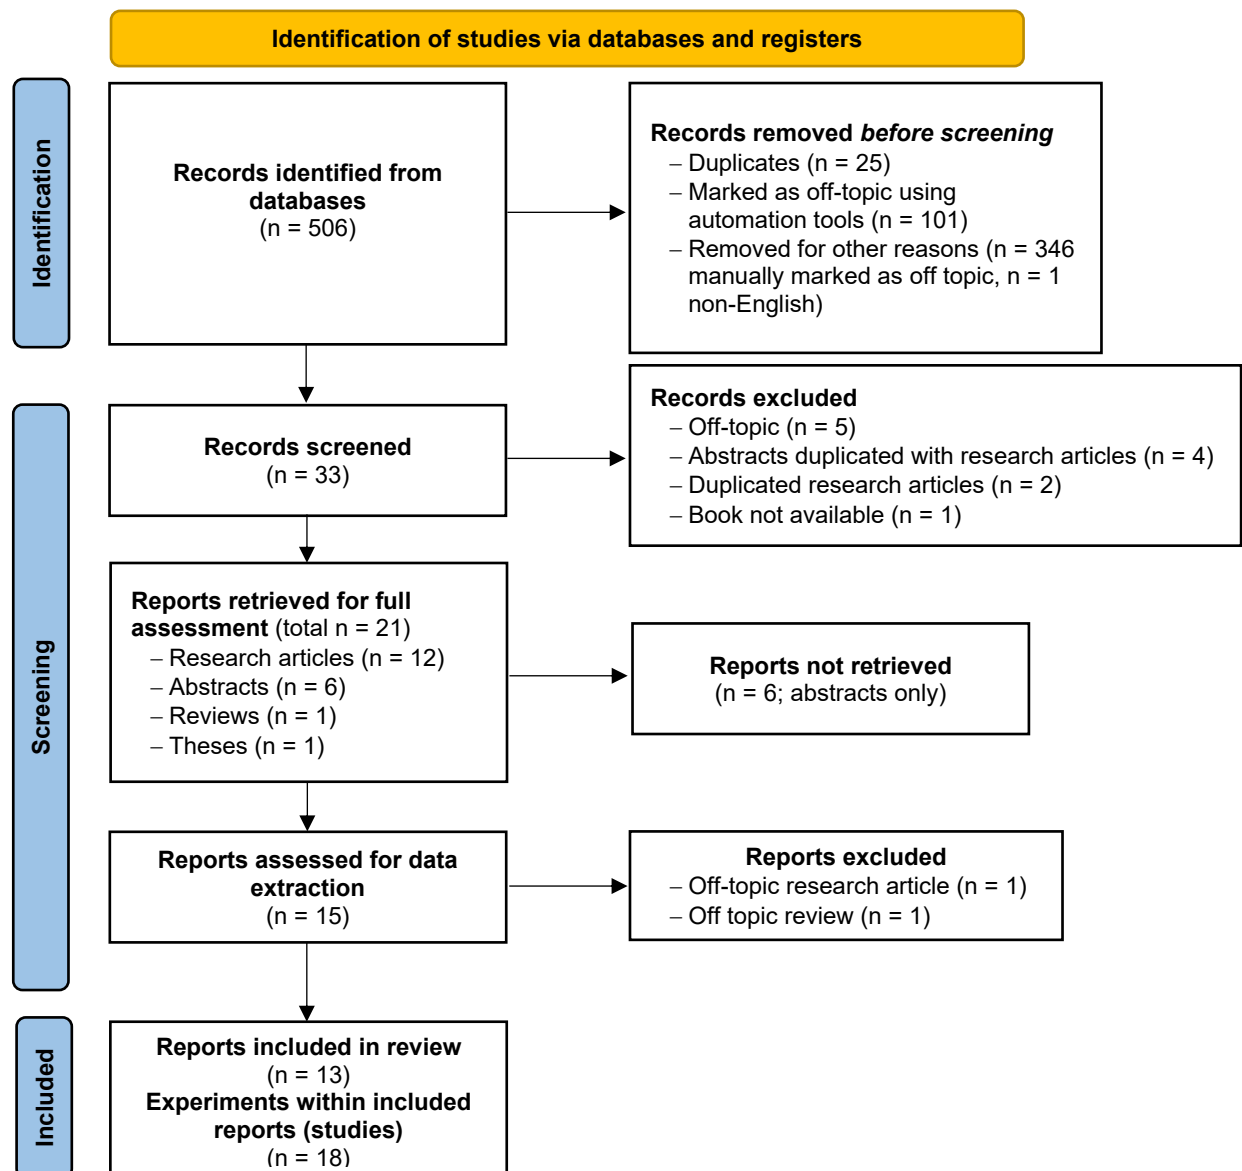 Identification of studies via databases and registers
Identification
Records identified from
databases
(n = 506)
Records removed before screening
– Duplicates (n = 25)
– Marked as off-topic using
automation tools (n = 101)
– Removed for other reasons (n = 346
manually marked as off topic, n = 1
non-English)
Screening
Records screened
(n = 33)
Records excluded
– Off-topic (n = 5)
– Abstracts duplicated with research articles (n = 4)
– Duplicated research articles (n = 2)
– Book not available (n = 1)
Reports retrieved for full
assessment (total n = 21)
– Research articles (n = 12)
– Abstracts (n = 6)
– Reviews (n = 1)
– Theses (n = 1)
Reports not retrieved
(n = 6; abstracts only)
Reports assessed for data
extraction
(n = 15)
Reports excluded
– Off-topic research article (n = 1)
– Off topic review (n = 1)
Included
Reports included in review
(n = 13)
Experiments within included
reports (studies)
(n = 18)